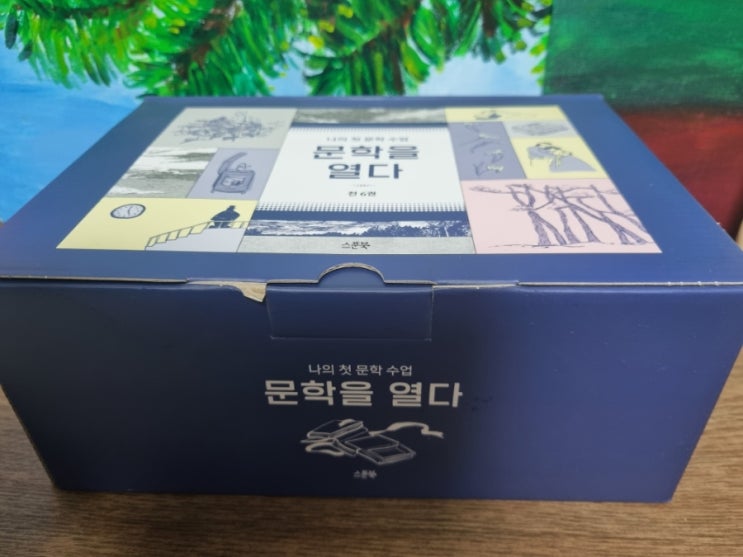 나의 첫 문학 수업
문학을
열다
전 6권
스푼북
나의 첫 문학 수업
문학을 열다
스푼북